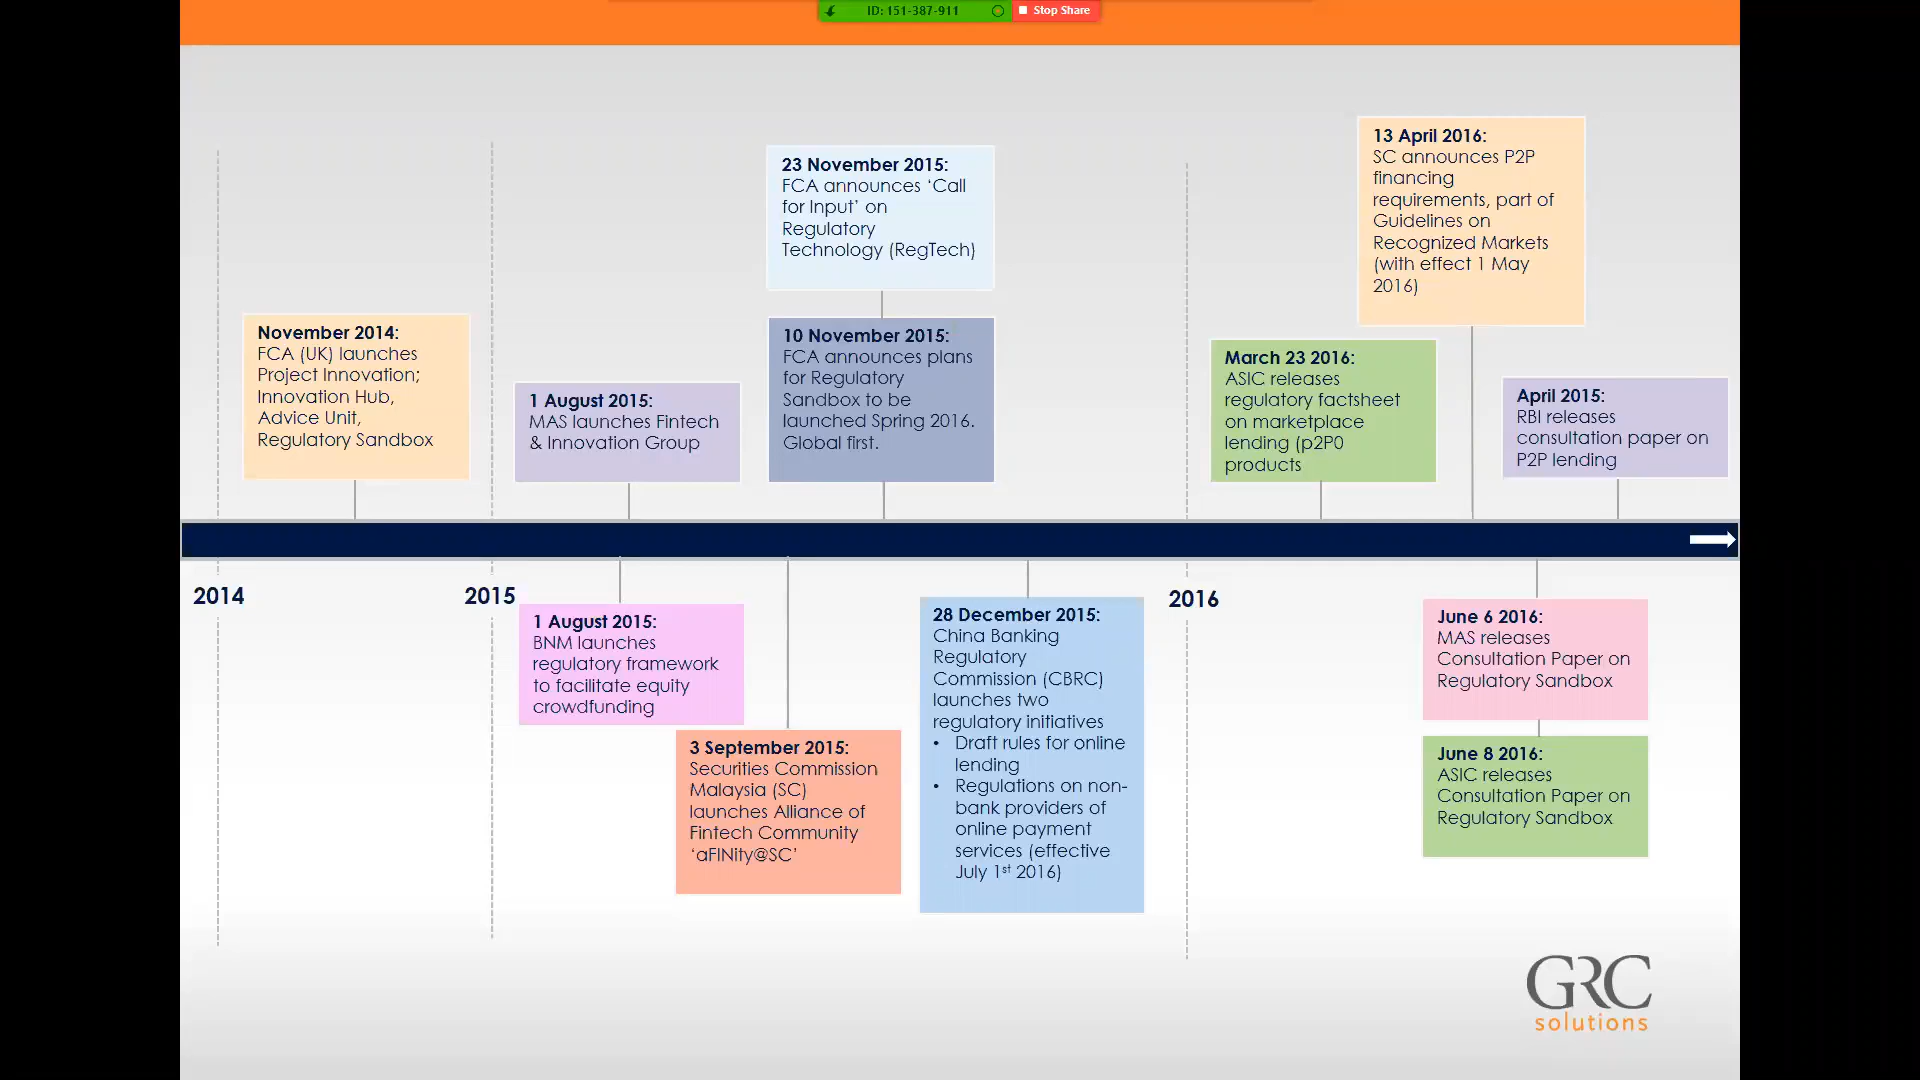 ID: 151-387-911
Stop Share
November 2014:
FCA (UK) launches
Project Innovation;
Innovation Hub,
Advice Unit,
Regulatory Sandbox
1 August 2015:
MAS launches Fintech
& Innovation Group
23 November 2015:
FCA announces ‘Call
for Input’ on
Regulatory
Technology (RegTech)
10 November 2015:
FCA announces plans
for Regulatory
Sandbox to be
launched Spring 2016.
Global first.
March 23 2016:
ASIC releases
regulatory factsheet
on marketplace
lending (p2P0
products
13 April 2016:
SC announces P2P
financing
requirements, part of
Guidelines on
Recognized Markets
(with effect 1 May
2016)
April 2015:
RBI releases
consultation paper on
P2P lending
2014
2015
2016
1 August 2015:
BNM launches
regulatory framework
to facilitate equity
crowdfunding
3 September 2015:
Securities Commission
Malaysia (SC)
launches Alliance of
Fintech Community
‘aFINity@SC’
28 December 2015:
China Banking
Regulatory
Commission (CBRC)
launches two
regulatory initiatives
• Draft rules for online
lending
• Regulations on non-
bank providers of
online payment
services (effective
July 1st 2016)
June 6 2016:
MAS releases
Consultation Paper on
Regulatory Sandbox
June 8 2016:
ASIC releases
Consultation Paper on
Regulatory Sandbox
GRC
solutions